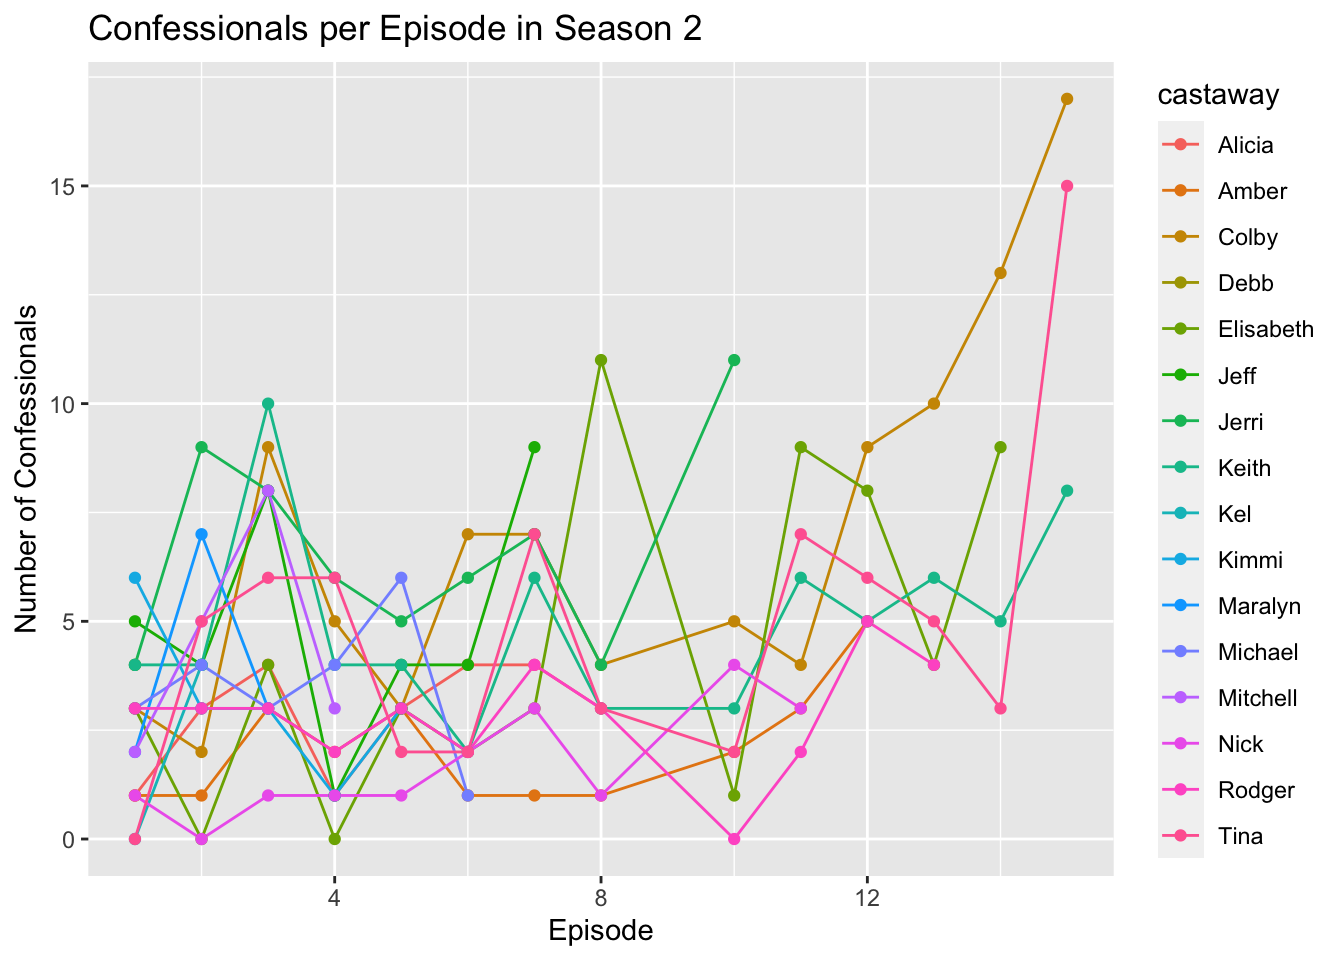 Confessionals per Episode in Season 2
Number of Confessionals
15
10
5
0
4
8
12
Episode
castaway
Alicia
Amber
Colby
Debb
Elisabeth
Jeff
Jerri
Keith
Kel
Kimmi
Maralyn
Michael
Mitchell
Nick
Rodger
Tina